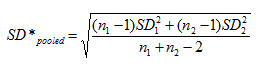 SD*pooled = √(((n₁ −1)SD₁² + (n₂ −1)SD₂²) / (n₁ + n₂ − 2))